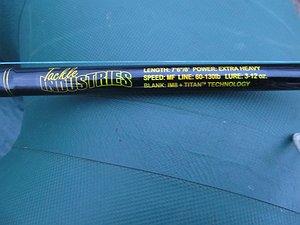 Tackle
INDUSTRIES
LENGTH: 7'6"/8' POWER: EXTRA HEAVY
SPEED: MF LINE: 60-130lb LURE: 3-12 oz.
BLANK: IM8 + TITAN™ TECHNOLOGY